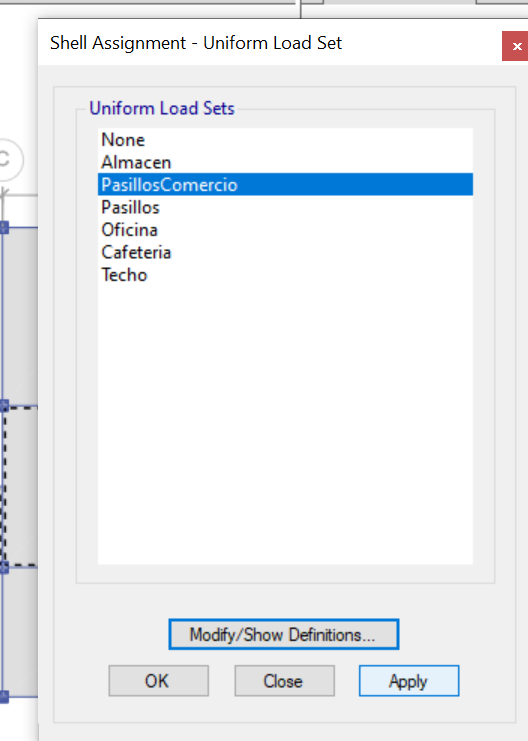 Shell Assignment - Uniform Load Set
Uniform Load Sets
None
Almacen
PasillosComercio
Pasillos
Oficina
Cafeteria
Techo
Modify/Show Definitions...
OK
Close
Apply
C